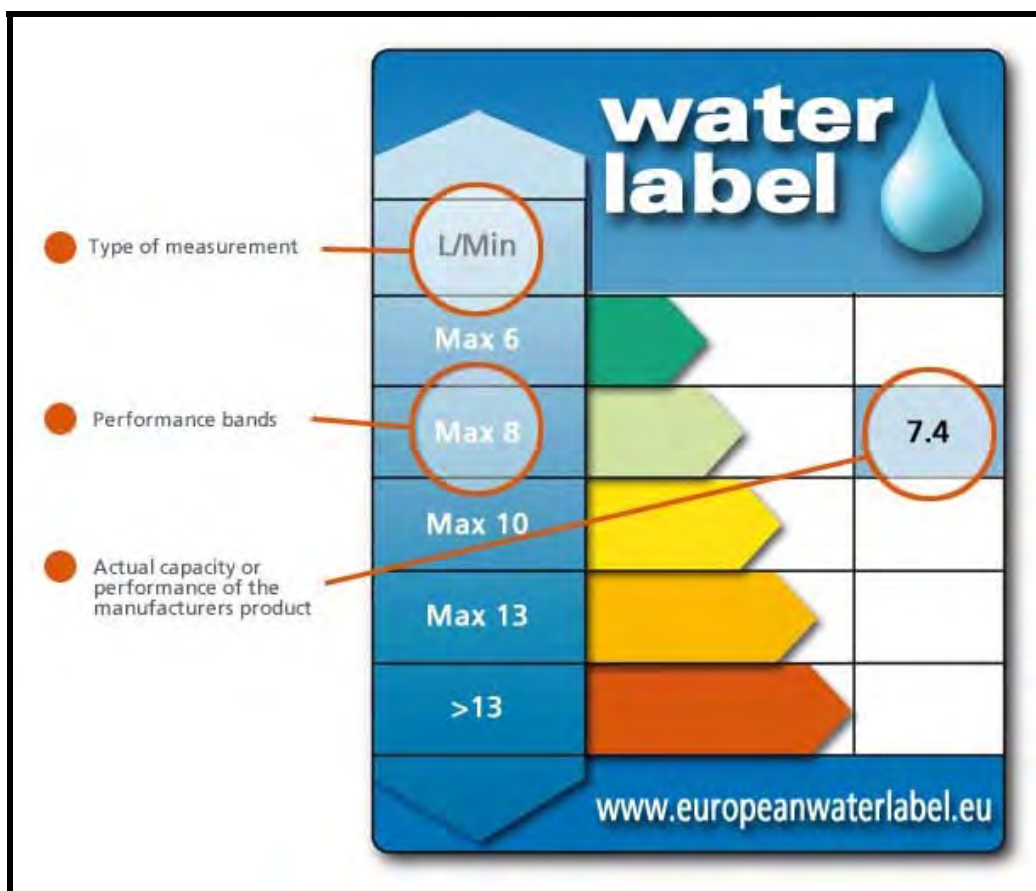 water
label
Type of measurement
L/Min
Max 6
Performance bands
Max 8
7.4
Max 10
Actual capacity or
performance of the
manufacturers product
Max 13
>13
www.europeanwaterlabel.eu